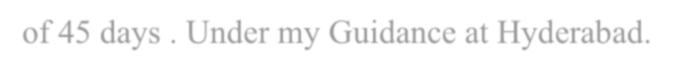 of 45 days . Under my Guidance at Hyderabad.